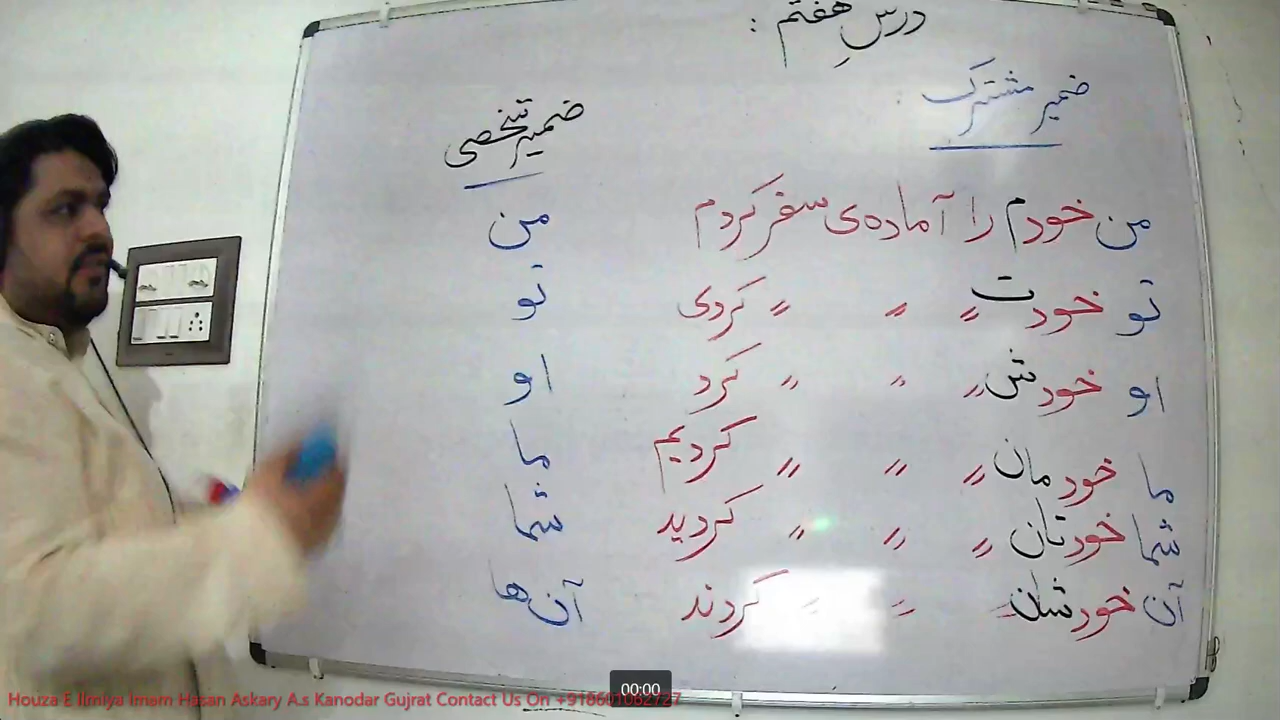 درسِ هفتم :
ضمیر مشترک :
ضمیر شخصی
من خودم را آماده‌ی سفر کردم
من
تو خودت " " " کردی
تو
او خودش " " " کرد
او
ما خودمان " " " کردیم
ما
شما خودتان " " " کردید
شما
آن خودشان " " " کردند
آن‌ها
00:00
Houza E Ilmiya Imam Hasan Askary A.s Kanodar Gujrat Contact Us On +918601082727